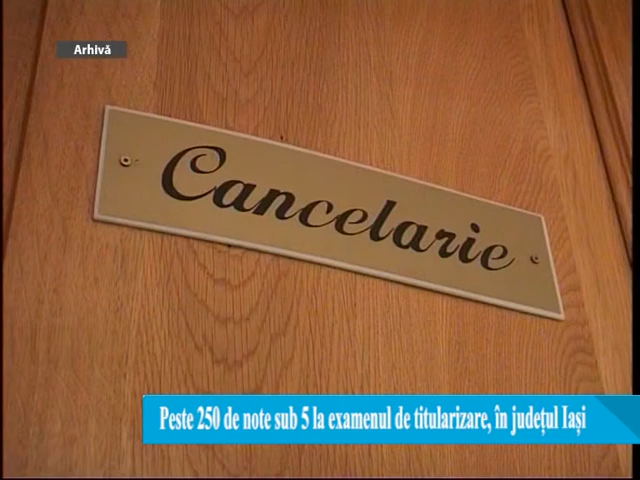 Arhivă
Cancelarie
Peste 250 de note sub 5 la examenul de titularizare, în județul Iași